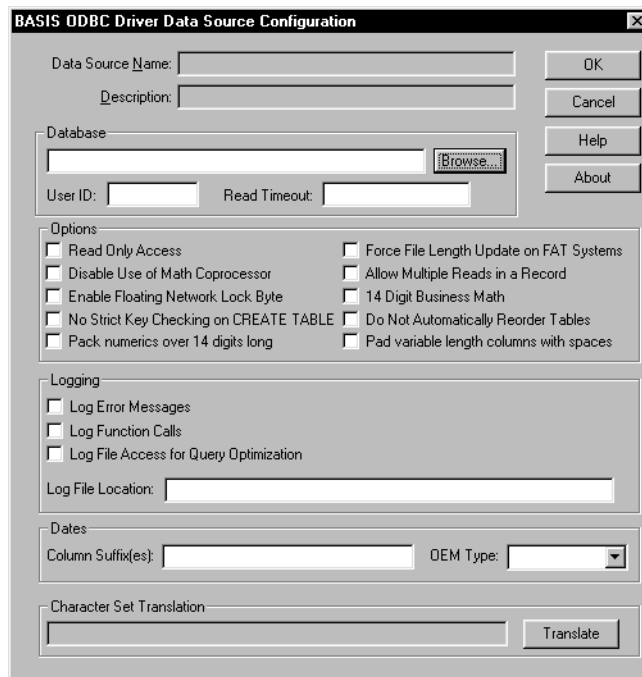 BASIS ODBC Driver Data Source Configuration
Data Source Name:
OK
Description:
Cancel
Database
Help
Browse...
About
User ID:
Read Timeout:
Options
Read Only Access
Force File Length Update on FAT Systems
Disable Use of Math Coprocessor
Allow Multiple Reads in a Record
Enable Floating Network Lock Byte
14 Digit Business Math
No Strict Key Checking on CREATE TABLE
Do Not Automatically Reorder Tables
Pack numerics over 14 digits long
Pad variable length columns with spaces
Logging
Log Error Messages
Log Function Calls
Log File Access for Query Optimization
Log File Location:
Dates
Column Suffix(es):
OEM Type:
Character Set Translation
Translate